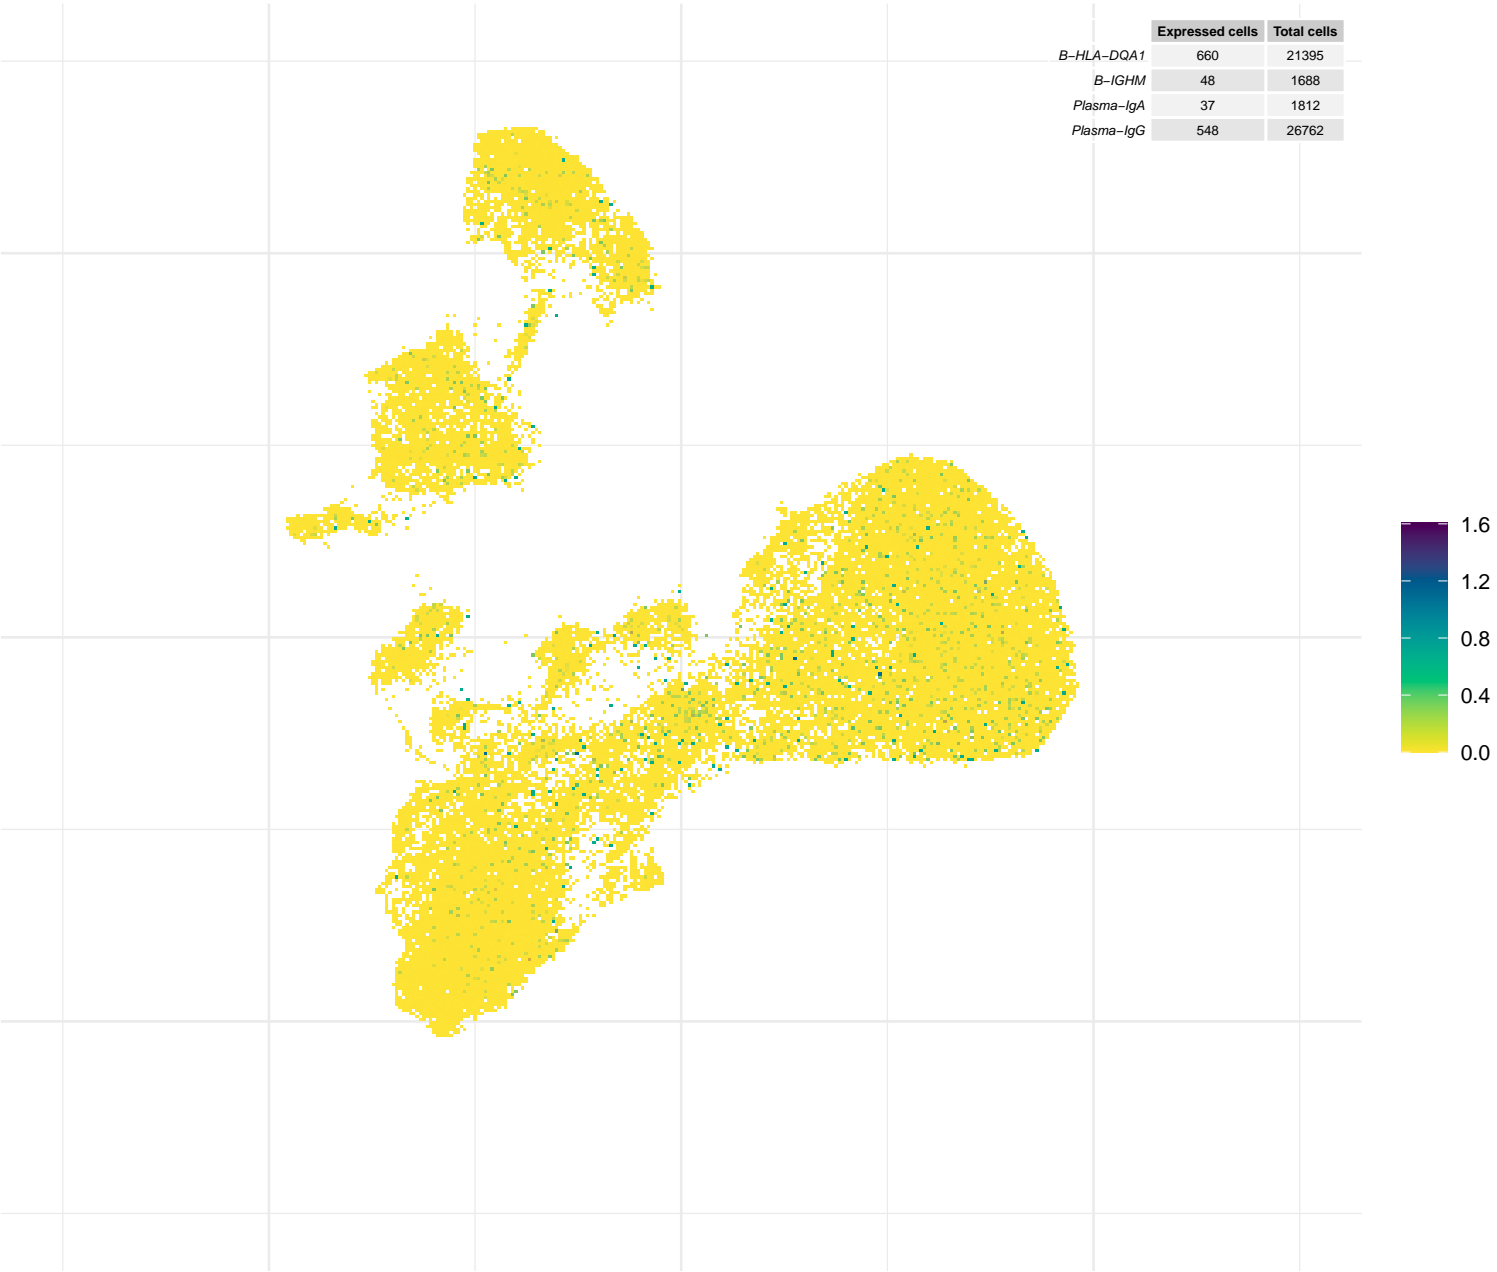 Expressed cells Total cells
B-HLA-DQA1 660 21395
B-IGHM 48 1688
Plasma-IgA 37 1812
Plasma-IgG 548 26762
1.6
1.2
0.8
0.4
0.0